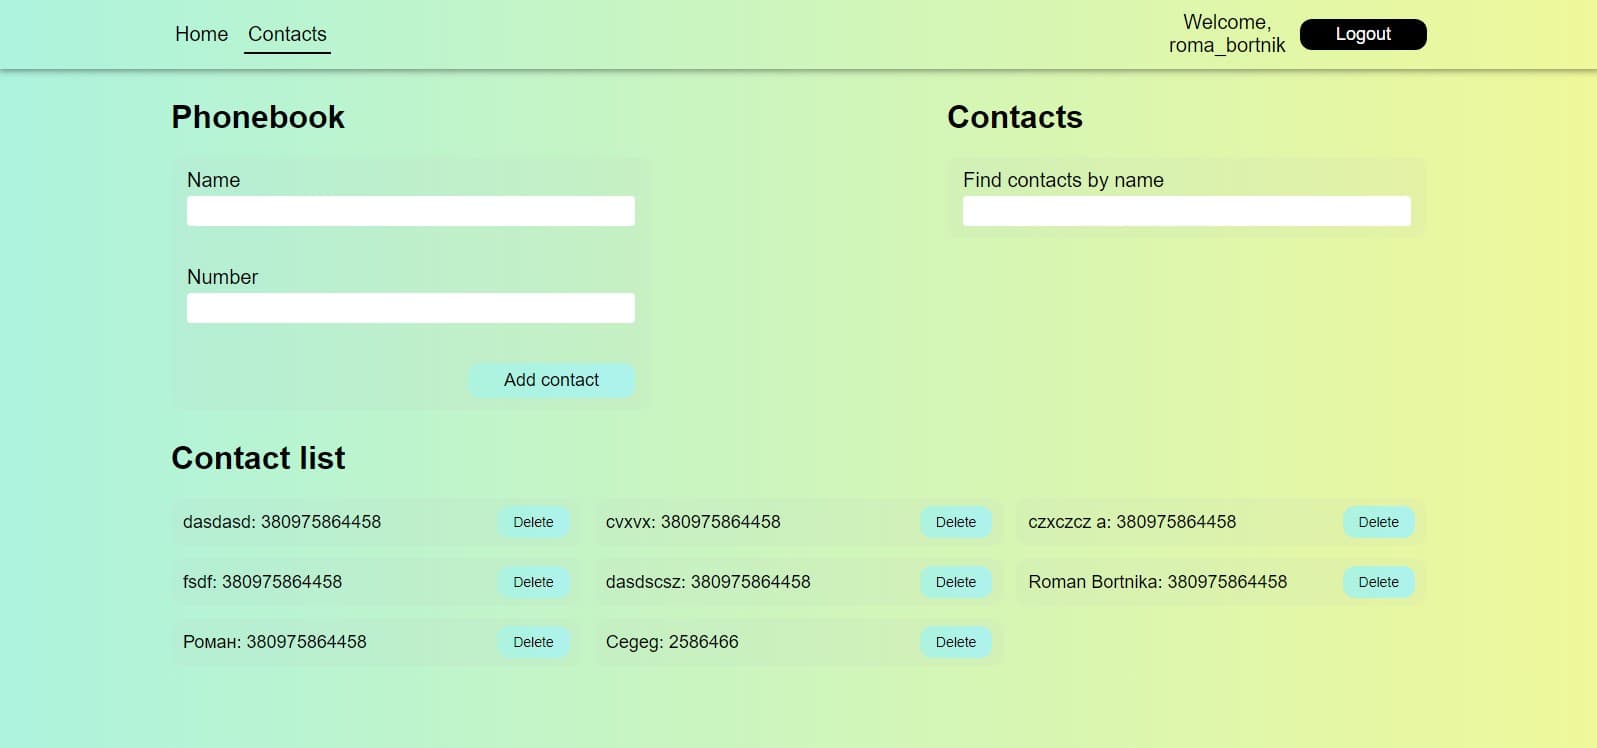 Home Contacts
Welcome,
roma_bortnik
Logout
Phonebook
Name
Number
Add contact
Contacts
Find contacts by name
Contact list
dasdasd: 380975864458 Delete
cvxvx: 380975864458 Delete
czxczcz a: 380975864458 Delete
fsdf: 380975864458 Delete
dasdscsz: 380975864458 Delete
Roman Bortnika: 380975864458 Delete
Роман: 380975864458 Delete
Cegeg: 2586466 Delete